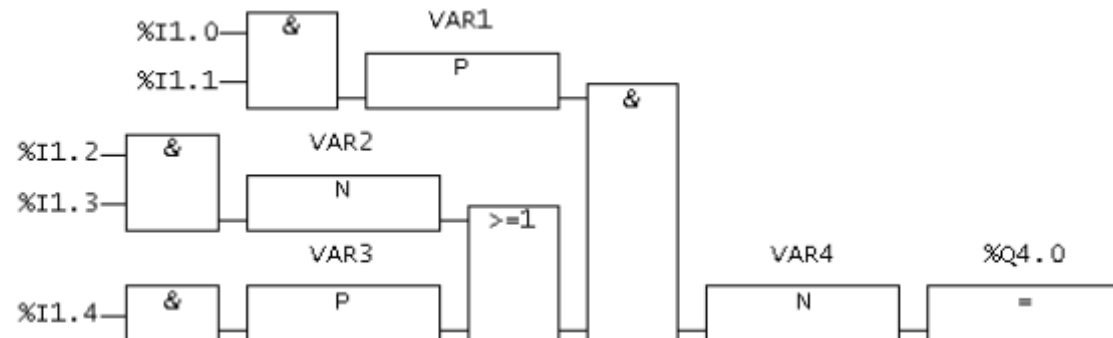 %I1.0 & VAR1
%I1.1 P
&
%I1.2 & VAR2
%I1.3 N
>=1
VAR3 VAR4 %Q4.0
%I1.4 & P N =